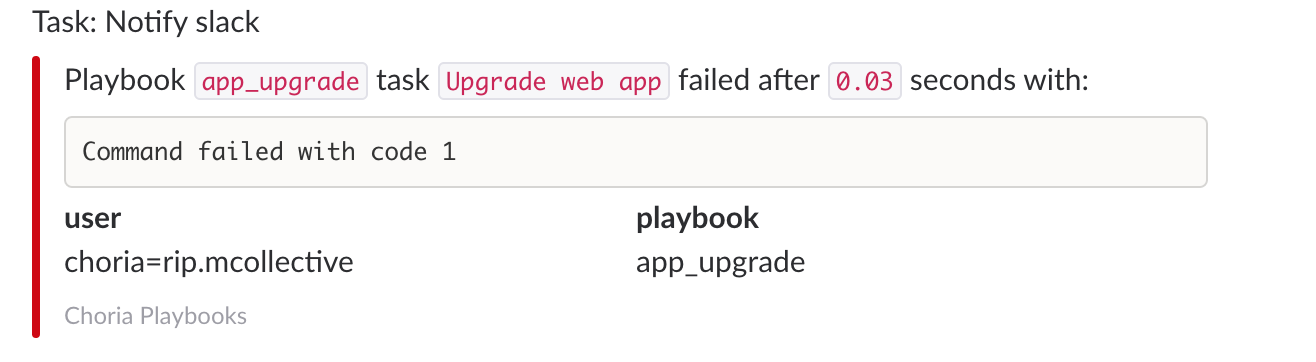 Task: Notify slack
Playbook app_upgrade task Upgrade web app failed after 0.03 seconds with:
Command failed with code 1
user playbook
choria=rip.mcollective app_upgrade
Choria Playbooks